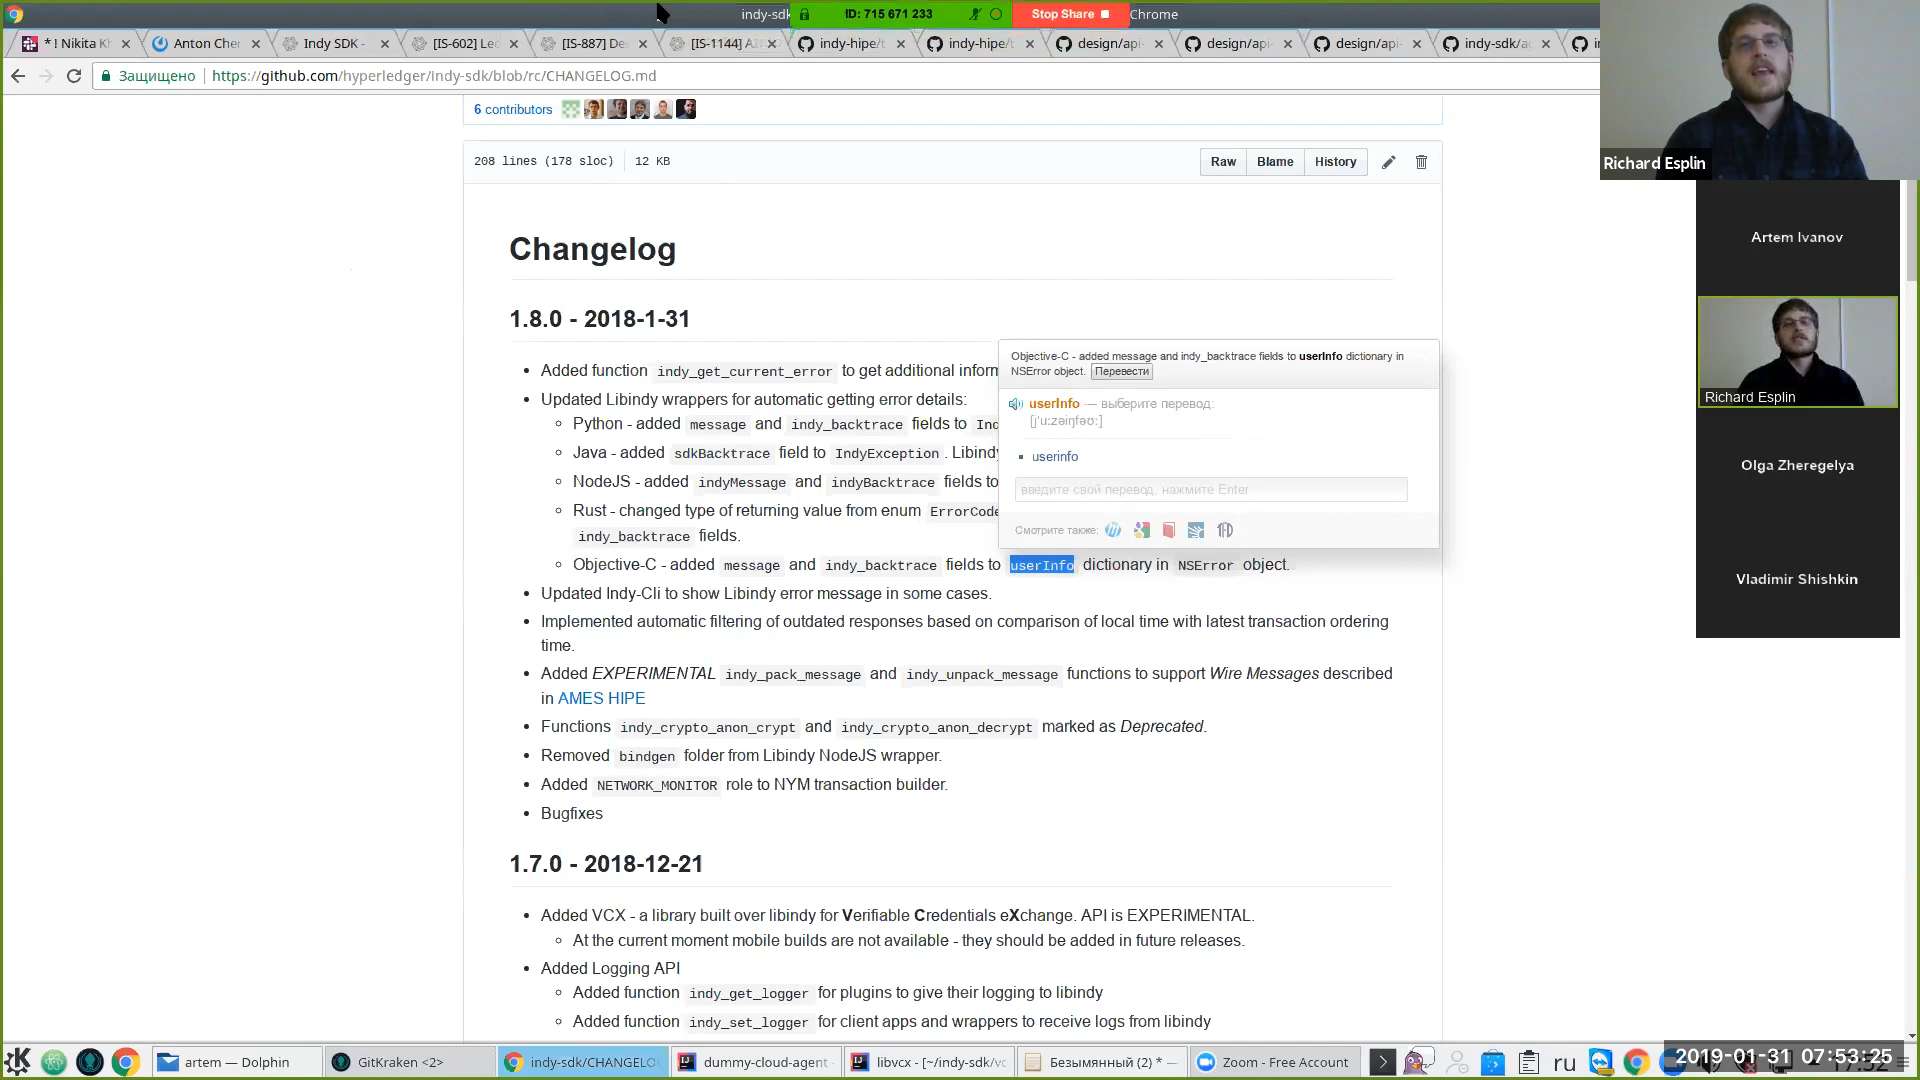 indy-sdk
ID: 715 671 233
Stop Share
Chrome
* ! Nikita K
Anton Che
Indy SDK -
[IS-602] Le
[IS-887] De
[IS-1144]
indy-hipe/t
indy-hipe/
design/api-
design/api-
design/api-
indy-sdk/a
Защищено
https://github.com/hyperledger/indy-sdk/blob/rc/CHANGELOG.md
6 contributors
208 lines (178 sloc)
12 KB
Raw
Blame
History
Changelog
1.8.0 - 2018-1-31
Added function indy_get_current_error to get additional inforn
Updated Libindy wrappers for automatic getting error details:
Python - added message and indy_backtrace fields to Ind
Java - added sdkBacktrace field to IndyException . Libindy
NodeJS - added indyMessage and indyBacktrace fields to
Rust - changed type of returning value from enum ErrorCode
indy_backtrace fields.
Objective-C - added message and indy_backtrace fields to userInfo dictionary in NSError object.
Objective-C - added message and indy_backtrace fields to userInfo dictionary in
NSError object. Перевести
userInfo — выберите перевод:
userinfo
введите свой перевод, нажмите Enter
Смотрите также:
Updated Indy-Cli to show Libindy error message in some cases.
Implemented automatic filtering of outdated responses based on comparison of local time with latest transaction ordering
time.
Added EXPERIMENTAL indy_pack_message and indy_unpack_message functions to support Wire Messages described
in AMES HIPE
Functions indy_crypto_anon_crypt and indy_crypto_anon_decrypt marked as Deprecated.
Removed bindgen folder from Libindy NodeJS wrapper.
Added NETWORK_MONITOR role to NYM transaction builder.
Bugfixes
1.7.0 - 2018-12-21
Added VCX - a library built over libindy for Verifiable Credentials eXchange. API is EXPERIMENTAL.
At the current moment mobile builds are not available - they should be added in future releases.
Added Logging API
Added function indy_get_logger for plugins to give their logging to libindy
Added function indy_set_logger for client apps and wrappers to receive logs from libindy
Richard Esplin
Artem Ivanov
Richard Esplin
Olga Zheregelya
Vladimir Shishkin
artem — Dolphin
GitKraken <2>
indy-sdk/CHANGELO
dummy-cloud-agent
libvcx - [~/indy-sdk/vc
Безымянный (2) * —
Zoom - Free Account
ru
2019-01-31 07:53:25